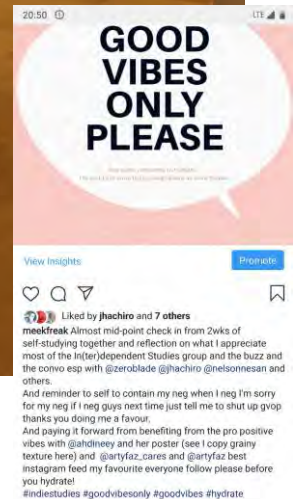 20:50
LTE
GOOD
VIBES
ONLY
PLEASE
View Insights
Promote
Liked by jhachiro and 7 others
meekfreak Almost mid-point check in from 2wks of
self-studying together and reflection on what I appreciate
most of the In(ter)dependent Studies group and the buzz and
the convo esp with @zeroblade @jhachiro @nelsonnesan and
others.
And reminder to self to contain my neg when I neg I'm sorry
for my neg if I neg guys next time just tell me to shut up gvop
thanks you doing me a favour,
And paying it forward from benefiting from the pro positive
vibes with @ahdineey and her poster (see I copy grainy
texture here) and @artyfaz_cares and @artyfaz best
instagram feed my favourite everyone follow please before
you hydrate!
#indiestudies #goodvibesonly #goodvibes #hydrate